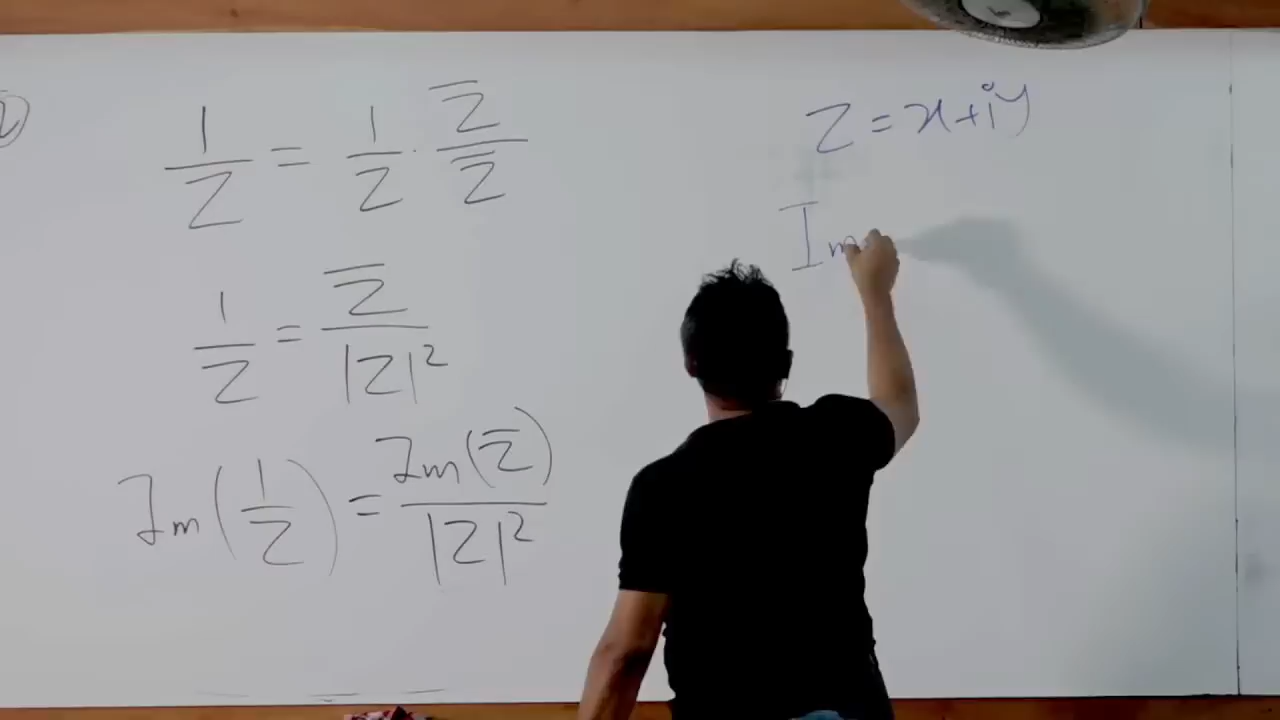 1/Z = 1/Z · Z̅/Z̅
1/Z = Z̅/|Z|²
Im(1/Z) = Im(Z̅)/|Z|²
Z = x+iy
Im